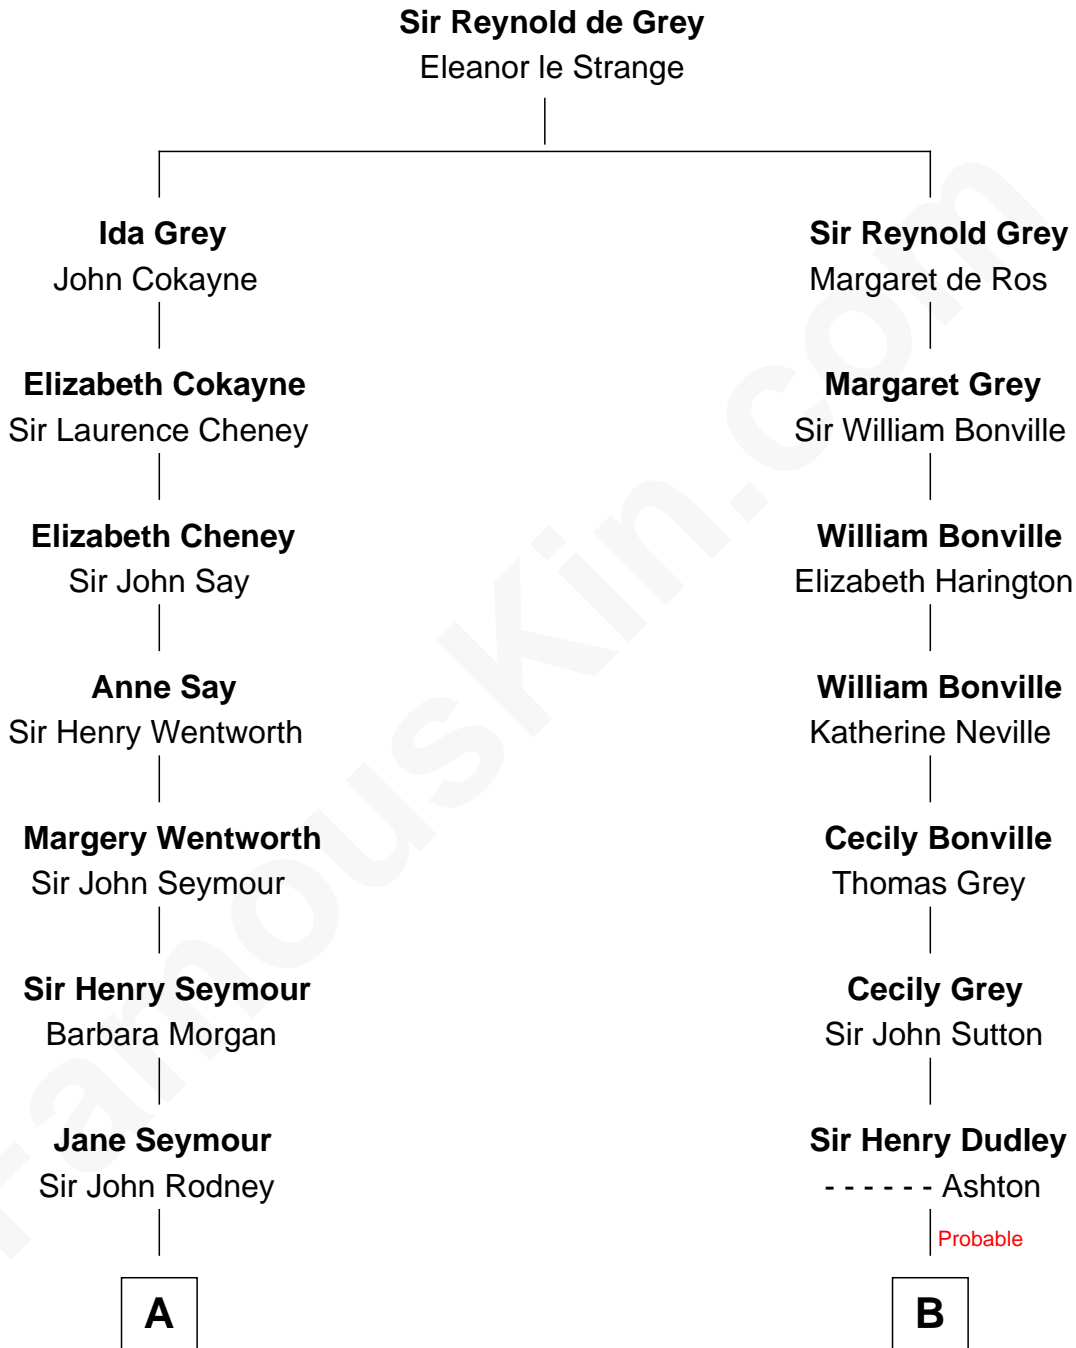 Sir Reynold de Grey
Eleanor le Strange
Ida Grey
John Cokayne
Sir Reynold Grey
Margaret de Ros
Elizabeth Cokayne
Sir Laurence Cheney
Margaret Grey
Sir William Bonville
Elizabeth Cheney
Sir John Say
William Bonville
Elizabeth Harington
Anne Say
Sir Henry Wentworth
William Bonville
Katherine Neville
Margery Wentworth
Sir John Seymour
Cecily Bonville
Thomas Grey
Sir Henry Seymour
Barbara Morgan
Cecily Grey
Sir John Sutton
Jane Seymour
Sir John Rodney
Sir Henry Dudley
- - - - - - Ashton
Probable
A
B
FamousKin.com